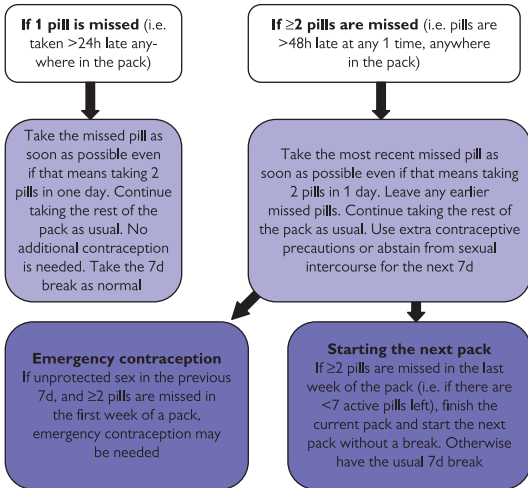 If 1 pill is missed (i.e.
taken >24h late any-
where in the pack)
If ≥2 pills are missed (i.e. pills are
>48h late at any 1 time, anywhere
in the pack)
Take the missed pill as
soon as possible even
if that means taking 2
pills in one day. Continue
taking the rest of the
pack as usual. No
additional contraception
is needed. Take the 7d
break as normal
Take the most recent missed pill as
soon as possible even if that means taking
2 pills in 1 day. Leave any earlier
missed pills. Continue taking the rest of
the pack as usual. Use extra contraceptive
precautions or abstain from sexual
intercourse for the next 7d
Emergency contraception
If unprotected sex in the previous
7d, and ≥2 pills are missed in
the first week of a pack,
emergency contraception may
be needed
Starting the next pack
If ≥2 pills are missed in the last
week of the pack (i.e. if there are
<7 active pills left), finish the
current pack and start the next
pack without a break. Otherwise
have the usual 7d break